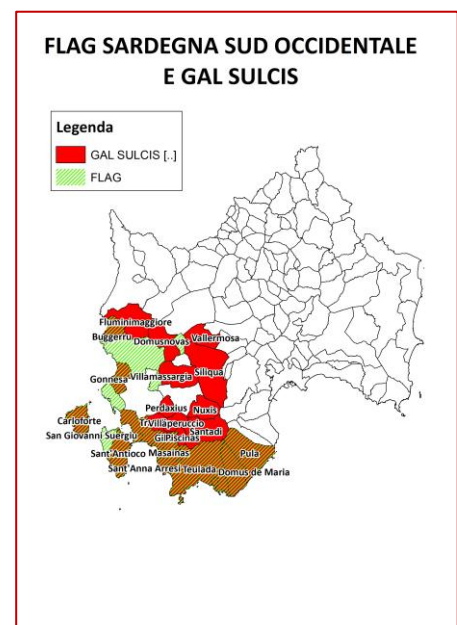 FLAG SARDEGNA SUD OCCIDENTALE
E GAL SULCIS
Legenda
GAL SULCIS [..]
FLAG
Fluminimaggiore
Buggerru
Domusnovas
Vallermosa
Siliqua
Villamassargia
Gonnesa
Perdaxius
Nuxis
Carloforte
Villaperuccio
San Giovanni Suergiu
Santadi
Piscinas
Sant'Antioco
Masainas
Pula
Sant'Anna Arresi
Teulada
Domus de Maria